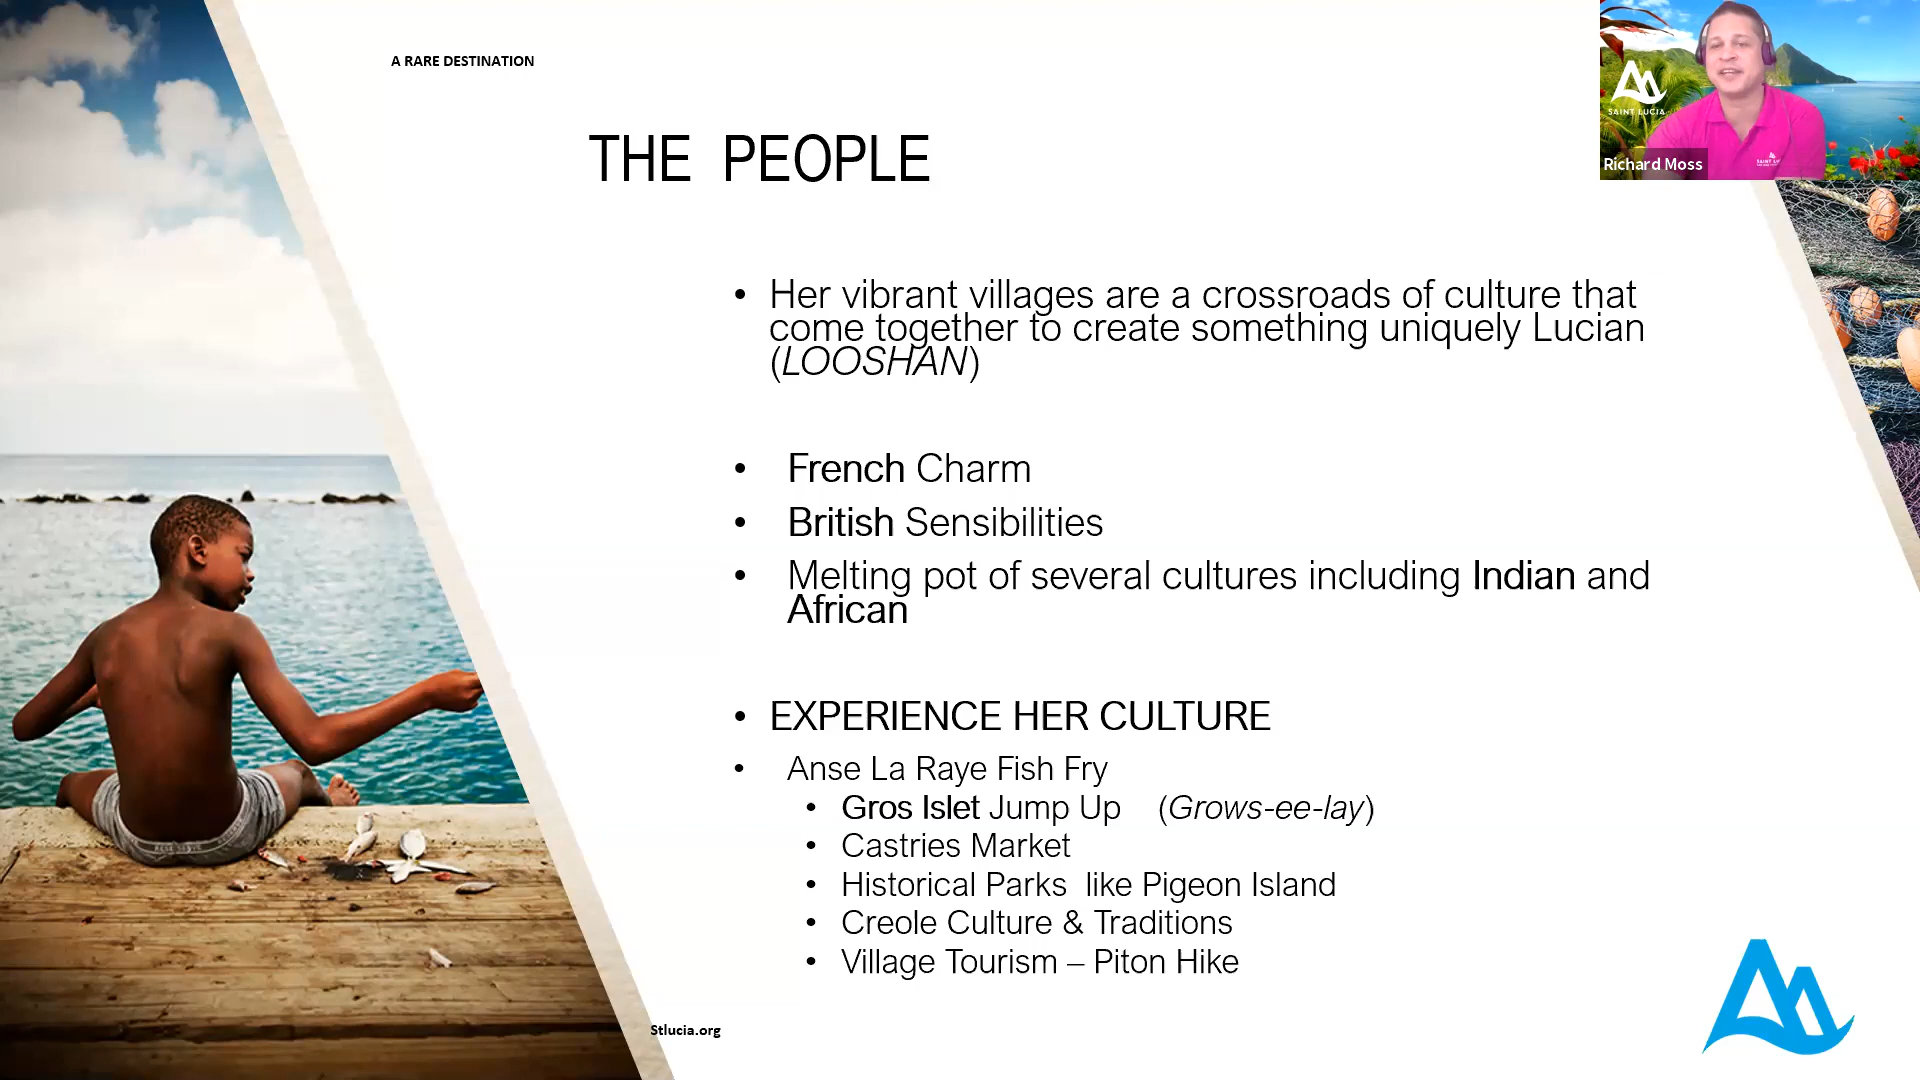 A RARE DESTINATION
THE PEOPLE
SAINT LUCIA
Richard Moss
• Her vibrant villages are a crossroads of culture that
come together to create something uniquely Lucian
(LOOSHAN)
• French Charm
• British Sensibilities
• Melting pot of several cultures including Indian and
African
• EXPERIENCE HER CULTURE
• Anse La Raye Fish Fry
• Gros Islet Jump Up (Grows-ee-lay)
• Castries Market
• Historical Parks like Pigeon Island
• Creole Culture & Traditions
• Village Tourism – Piton Hike
Stlucia.org